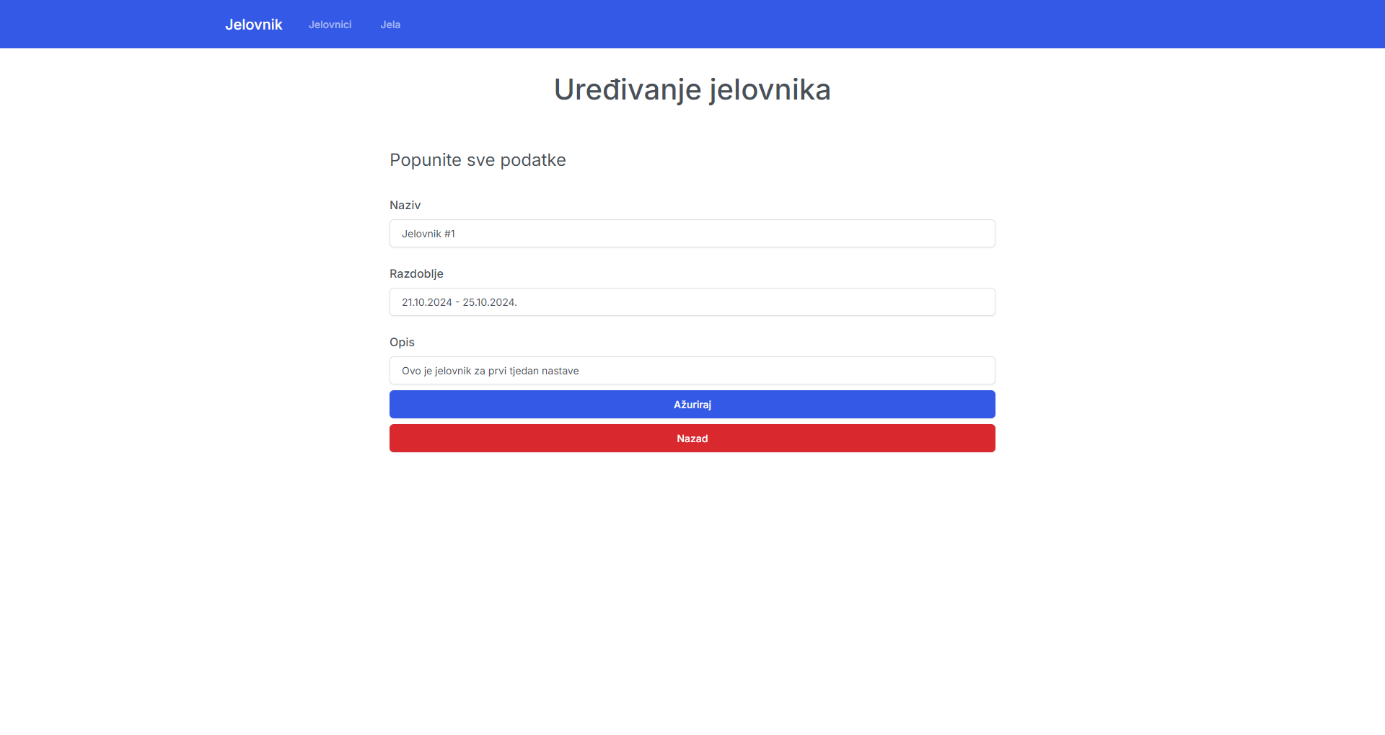 Jelovnik Jelovnici Jela
Uređivanje jelovnika
Popunite sve podatke
Naziv
Jelovnik #1
Razdoblje
21.10.2024 - 25.10.2024.
Opis
Ovo je jelovnik za prvi tjedan nastave
Ažuriraj
Nazad